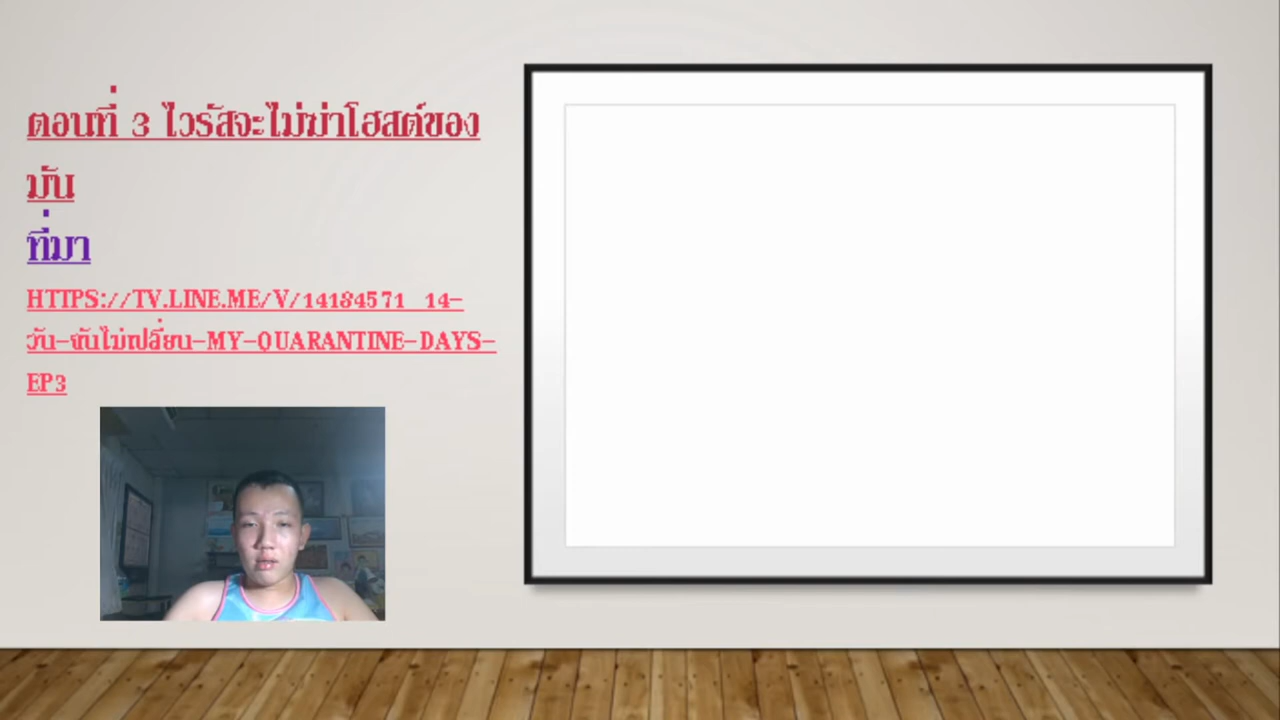 ตอนที่ 3 ไวรัสจะไม่ฆ่าโฮสต์ของ
มัน
ที่มา
HTTPS://TV.LINE.ME/V/14184571_14-
วัน-ฉันไม่เปลี่ยน-MY-QUARANTINE-DAYS-
EP3